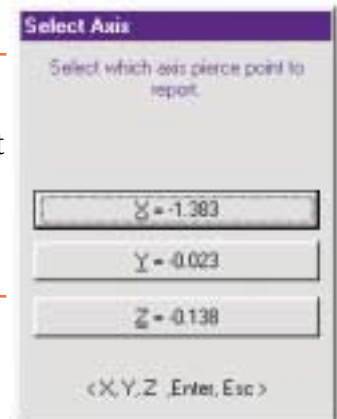 Select Axis
Select which axis pierce point to
report.
t
X = -1.383
Y = -0.023
Z = -0.138
<X,Y,Z ,Enter, Esc>